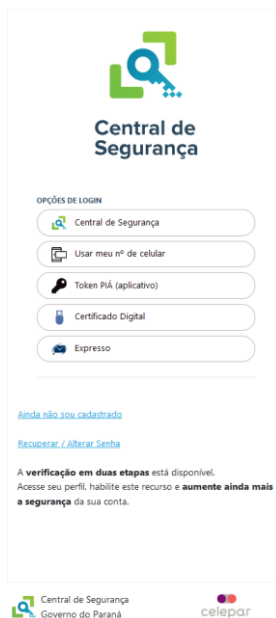 Central de
Segurança
OPÇÕES DE LOGIN
Central de Segurança
Usar meu nº de celular
Token PIÁ (aplicativo)
Certificado Digital
Expresso
Ainda não sou cadastrado
Recuperar / Alterar Senha
A verificação em duas etapas está disponível.
Acesse seu perfil, habilite este recurso e aumente ainda mais
a segurança da sua conta.
Central de Segurança
Governo do Paraná
celepar